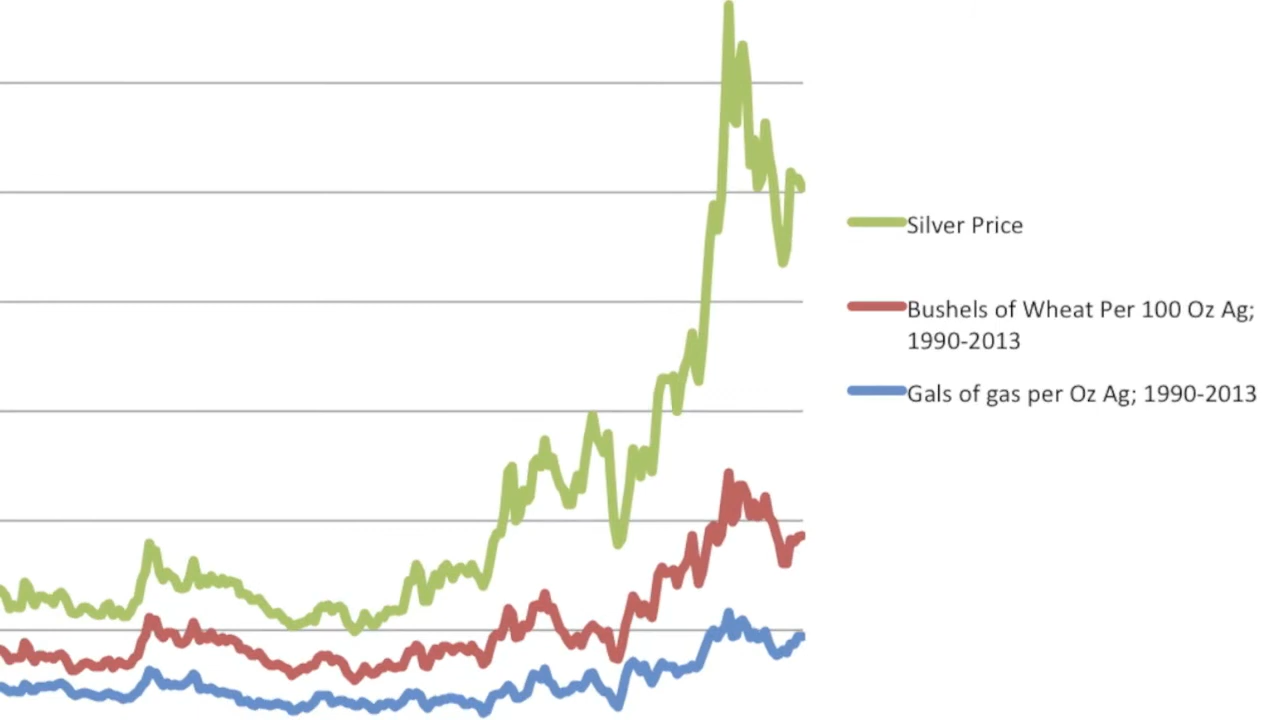 Silver Price
Bushels of Wheat Per 100 Oz Ag;
1990-2013
Gals of gas per Oz Ag; 1990-2013